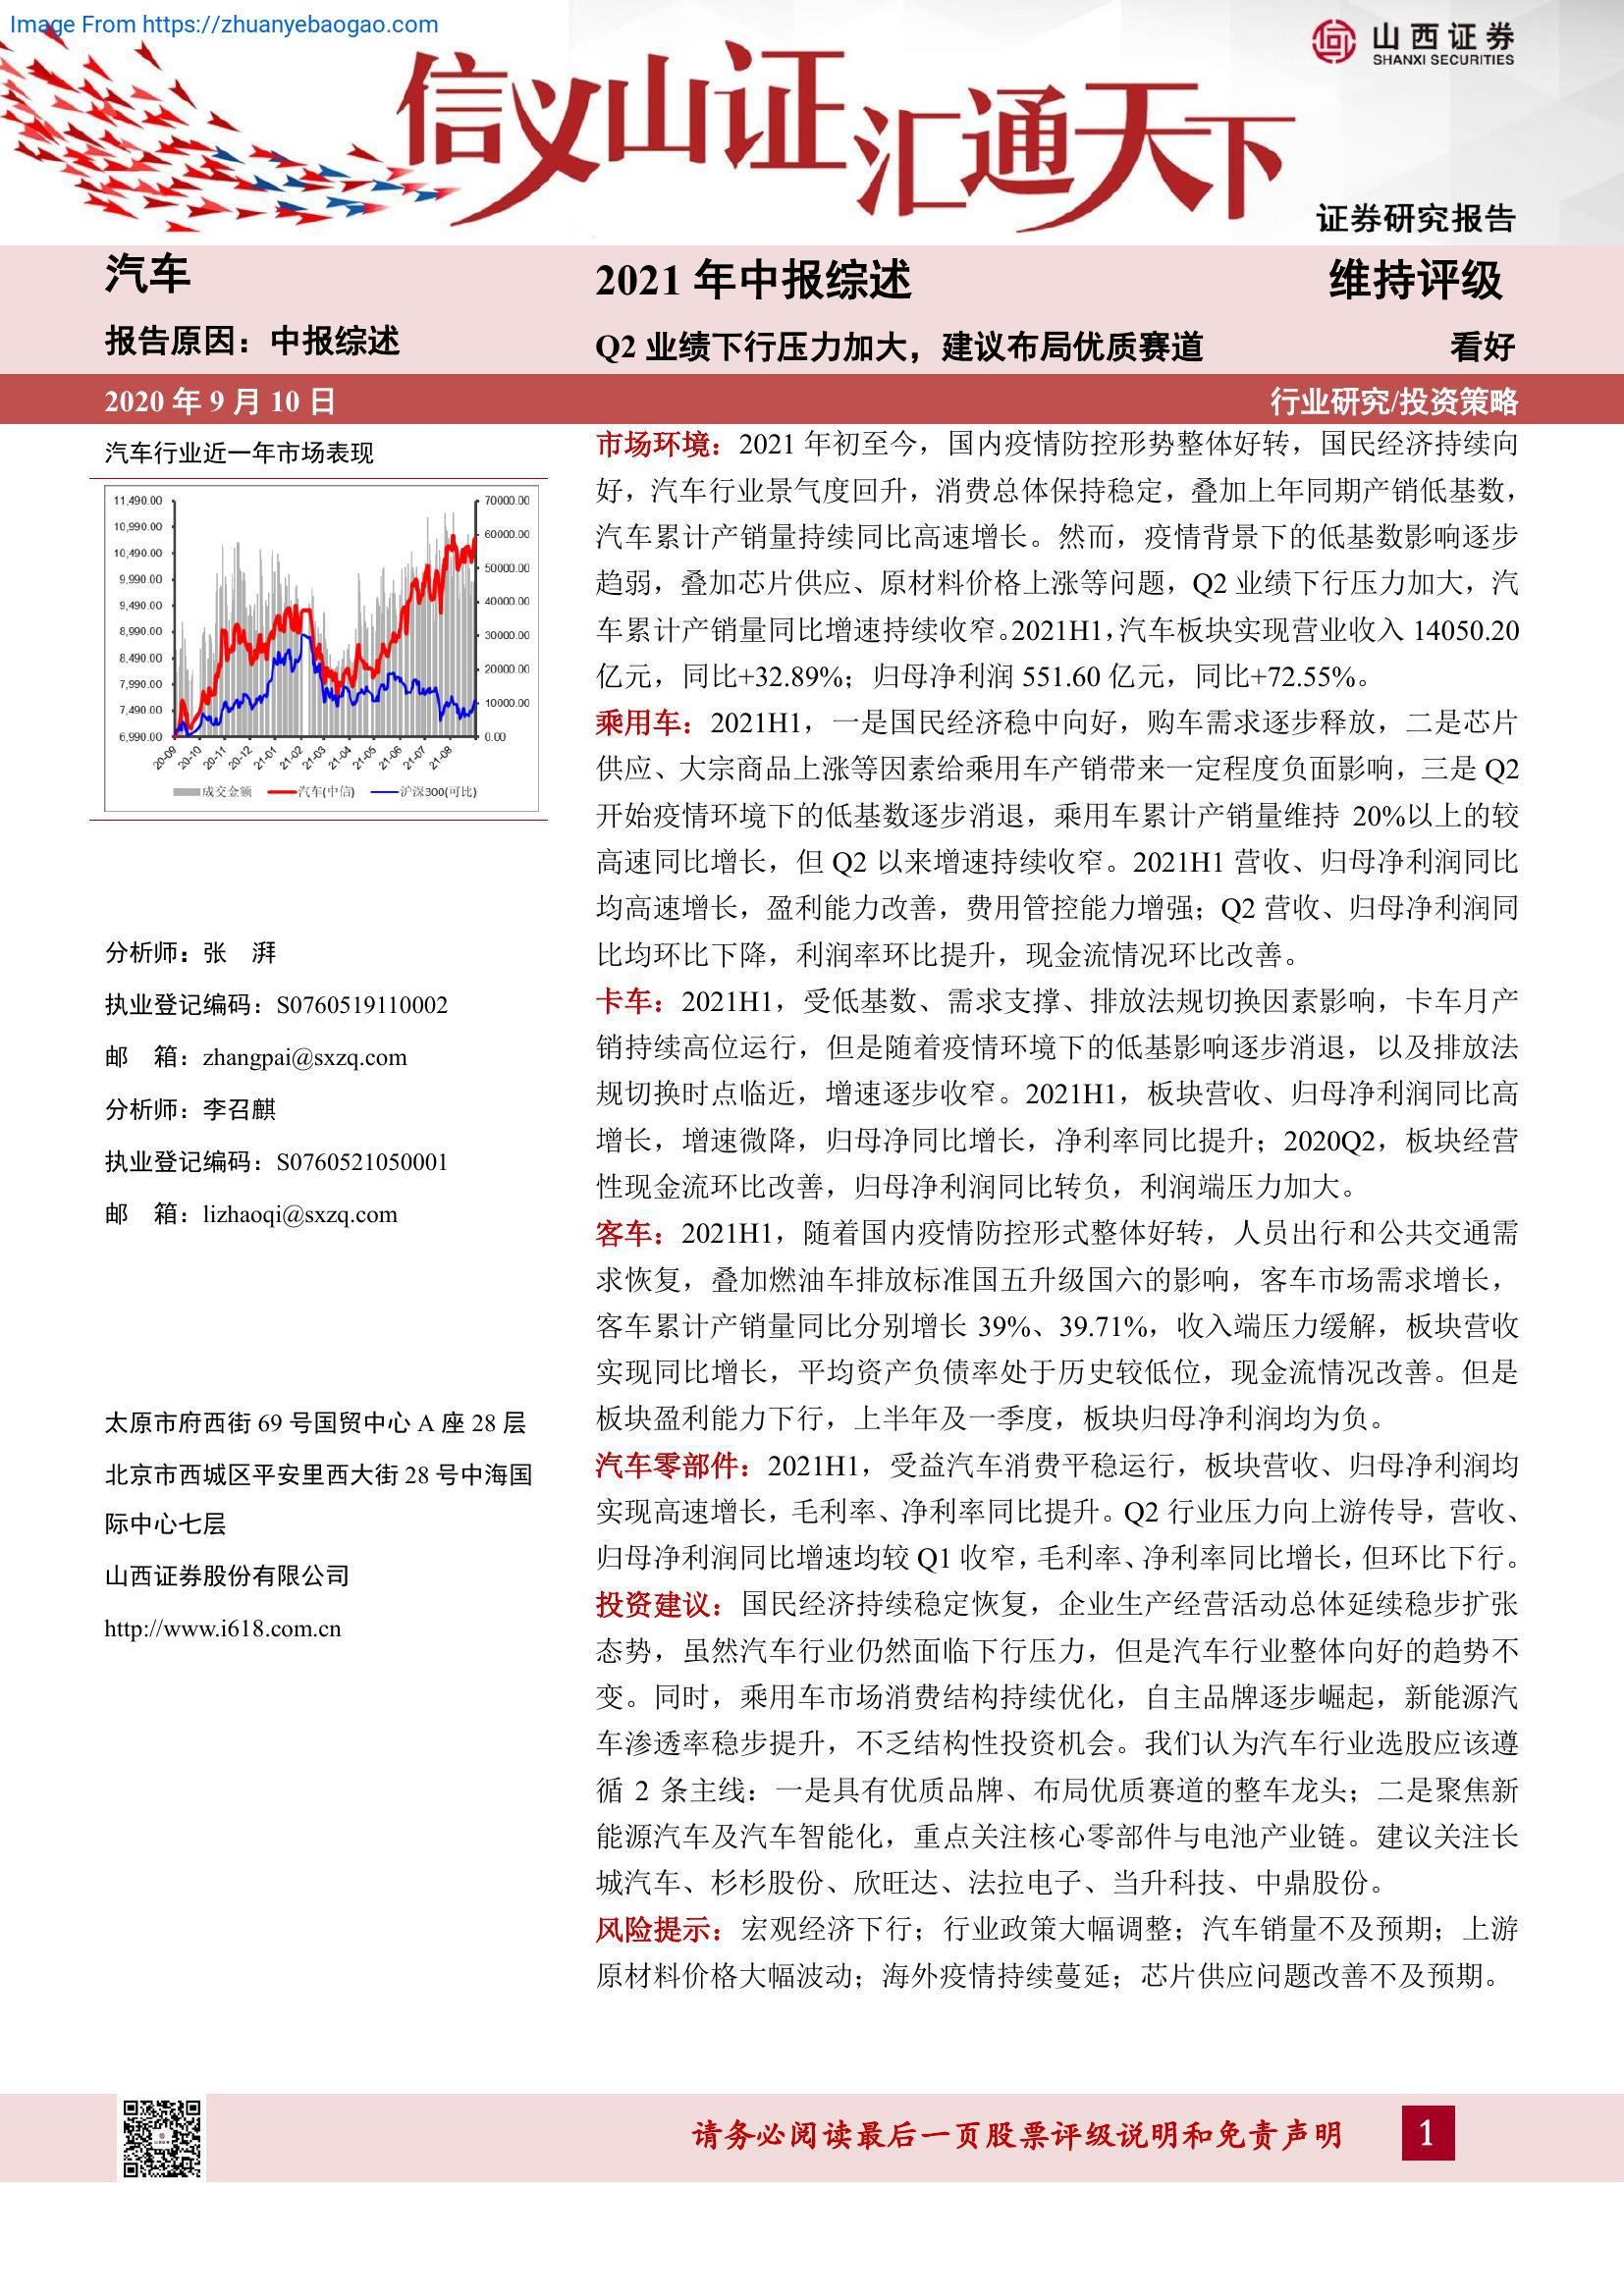 Image From https://zhuanyebaogao.com
山西证券
SHANXI SECURITIES
信义山证汇通天下
证券研究报告
汽车
2021 年中报综述
维持评级
报告原因：中报综述
Q2 业绩下行压力加大，建议布局优质赛道
看好
2020 年 9 月 10 日
行业研究/投资策略
汽车行业近一年市场表现
11,490.00
10,990.00
10,490.00
9,990.00
9,490.00
8,990.00
8,490.00
7,990.00
7,490.00
6,990.00
70000.00
60000.00
50000.00
40000.00
30000.00
20000.00
10000.00
0.00
20-09 20-10 20-11 20-12 21-01 21-02 21-03 21-04 21-05 21-06 21-07 21-08
成交金额 汽车(中信) 沪深300(可比)
分析师：张　湃
执业登记编码：S0760519110002
邮　箱：zhangpai@sxzq.com
分析师：李召麒
执业登记编码：S0760521050001
邮　箱：lizhaoqi@sxzq.com
太原市府西街 69 号国贸中心 A 座 28 层
北京市西城区平安里西大街 28 号中海国
际中心七层
山西证券股份有限公司
http://www.i618.com.cn
市场环境：2021 年初至今，国内疫情防控形势整体好转，国民经济持续向
好，汽车行业景气度回升，消费总体保持稳定，叠加上年同期产销低基数，
汽车累计产销量持续同比高速增长。然而，疫情背景下的低基数影响逐步
趋弱，叠加芯片供应、原材料价格上涨等问题，Q2 业绩下行压力加大，汽
车累计产销量同比增速持续收窄。2021H1，汽车板块实现营业收入 14050.20
亿元，同比+32.89%；归母净利润 551.60 亿元，同比+72.55%。
乘用车：2021H1，一是国民经济稳中向好，购车需求逐步释放，二是芯片
供应、大宗商品上涨等因素给乘用车产销带来一定程度负面影响，三是 Q2
开始疫情环境下的低基数逐步消退，乘用车累计产销量维持 20%以上的较
高速同比增长，但 Q2 以来增速持续收窄。2021H1 营收、归母净利润同比
均高速增长，盈利能力改善，费用管控能力增强；Q2 营收、归母净利润同
比均环比下降，利润率环比提升，现金流情况环比改善。
卡车：2021H1，受低基数、需求支撑、排放法规切换因素影响，卡车月产
销持续高位运行，但是随着疫情环境下的低基影响逐步消退，以及排放法
规切换时点临近，增速逐步收窄。2021H1，板块营收、归母净利润同比高
增长，增速微降，归母净同比增长，净利率同比提升；2020Q2，板块经营
性现金流环比改善，归母净利润同比转负，利润端压力加大。
客车：2021H1，随着国内疫情防控形式整体好转，人员出行和公共交通需
求恢复，叠加燃油车排放标准国五升级国六的影响，客车市场需求增长，
客车累计产销量同比分别增长 39%、39.71%，收入端压力缓解，板块营收
实现同比增长，平均资产负债率处于历史较低位，现金流情况改善。但是
板块盈利能力下行，上半年及一季度，板块归母净利润均为负。
汽车零部件：2021H1，受益汽车消费平稳运行，板块营收、归母净利润均
实现高速增长，毛利率、净利率同比提升。Q2 行业压力向上游传导，营收、
归母净利润同比增速均较 Q1 收窄，毛利率、净利率同比增长，但环比下行。
投资建议：国民经济持续稳定恢复，企业生产经营活动总体延续稳步扩张
态势，虽然汽车行业仍然面临下行压力，但是汽车行业整体向好的趋势不
变。同时，乘用车市场消费结构持续优化，自主品牌逐步崛起，新能源汽
车渗透率稳步提升，不乏结构性投资机会。我们认为汽车行业选股应该遵
循 2 条主线：一是具有优质品牌、布局优质赛道的整车龙头；二是聚焦新
能源汽车及汽车智能化，重点关注核心零部件与电池产业链。建议关注长
城汽车、杉杉股份、欣旺达、法拉电子、当升科技、中鼎股份。
风险提示：宏观经济下行；行业政策大幅调整；汽车销量不及预期；上游
原材料价格大幅波动；海外疫情持续蔓延；芯片供应问题改善不及预期。
请务必阅读最后一页股票评级说明和免责声明
1